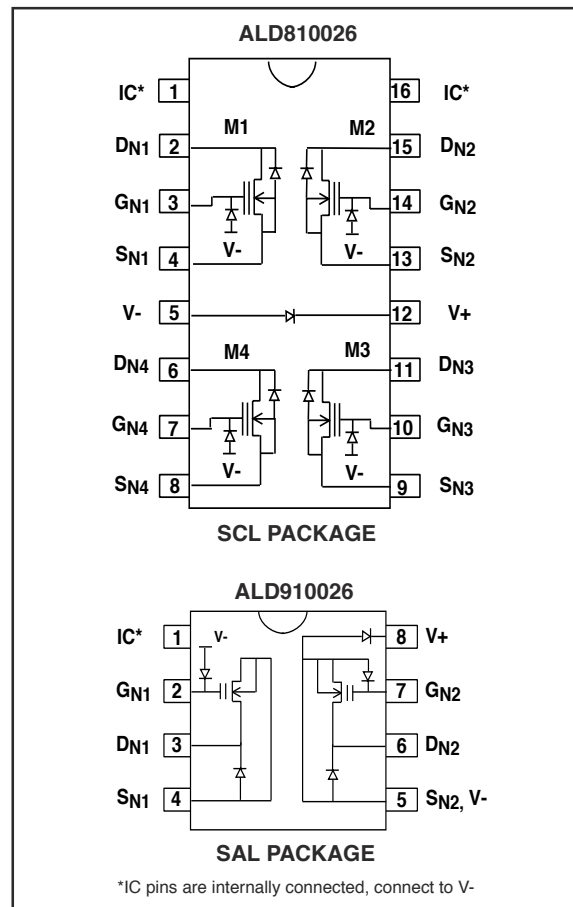 ALD810026
IC* 1 16 IC*
M1 M2
DN1 2 15 DN2
GN1 3 14 GN2
V- V-
SN1 4 13 SN2
V- 5 12 V+
M4 M3
DN4 6 11 DN3
GN4 7 10 GN3
V- V-
SN4 8 9 SN3
SCL PACKAGE
ALD910026
IC* 1 V- 8 V+
GN1 2 7 GN2
DN1 3 6 DN2
SN1 4 5 SN2, V-
SAL PACKAGE
*IC pins are internally connected, connect to V-